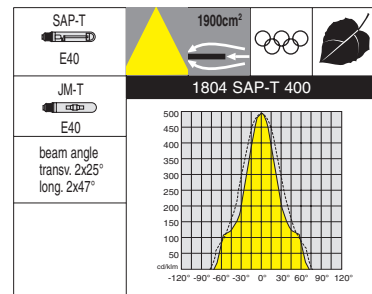 SAP-T
E40
JM-T
E40
beam angle
transv. 2x25°
long. 2x47°
1900cm²
1804 SAP-T 400
500
450
400
350
300
250
200
150
100
50
cd/klm
-120° -90° -60° -30° 0° 30° 60° 90° 120°